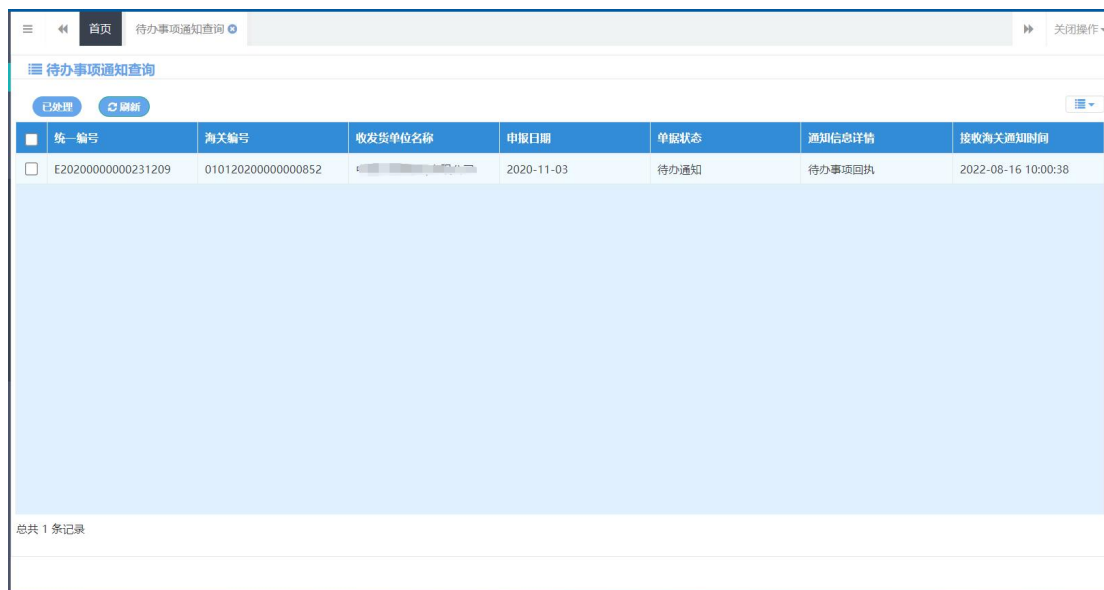 首页 待办事项通知查询 关闭操作
待办事项通知查询
已处理 刷新
统一编号 海关编号 收发货单位名称 申报日期 单据状态 通知信息详情 接收海关通知时间
E20200000000231209 010120200000000852 2020-11-03 待办通知 待办事项回执 2022-08-16 10:00:38
总共 1 条记录